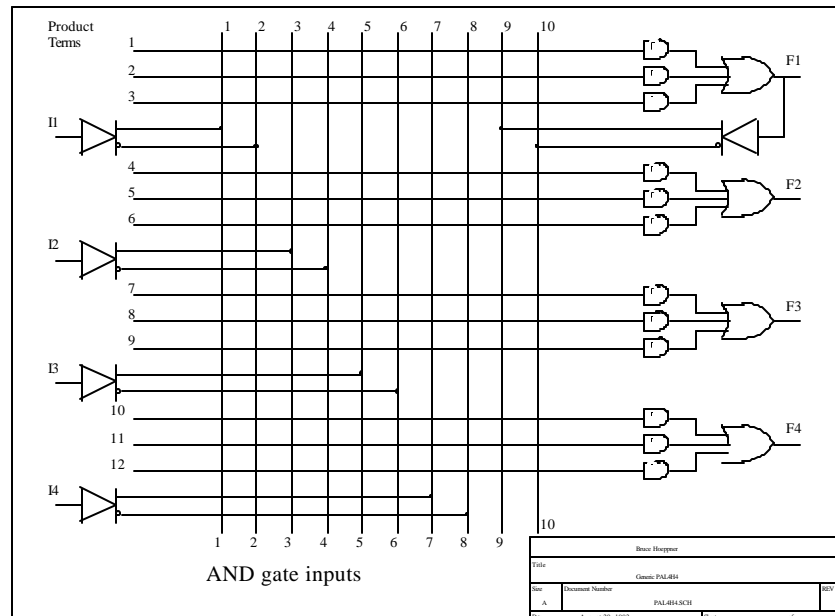 Product
Terms
1 2 3 4 5 6 7 8 9 10
1
F1
2
3
I1
4
F2
5
6
I2
7
F3
8
9
I3
10
F4
11
12
I4
1 2 3 4 5 6 7 8 9 10
AND gate inputs
Bruce Hoeppner
Title
Generic PAL4H4
Size Document Number REV
A PAL4H4.SCH